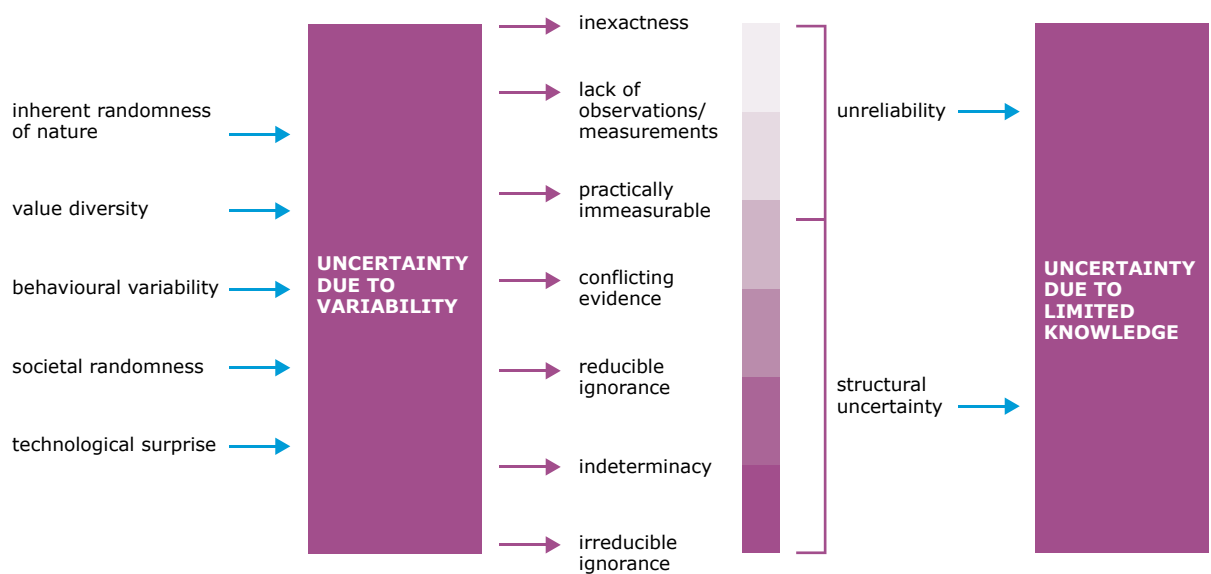 inherent randomness
of nature
value diversity
behavioural variability
societal randomness
technological surprise
UNCERTAINTY
DUE TO
VARIABILITY
inexactness
lack of
observations/
measurements
practically
immeasurable
conflicting
evidence
reducible
ignorance
indeterminacy
irreducible
ignorance
unreliability
structural
uncertainty
UNCERTAINTY
DUE TO
LIMITED
KNOWLEDGE